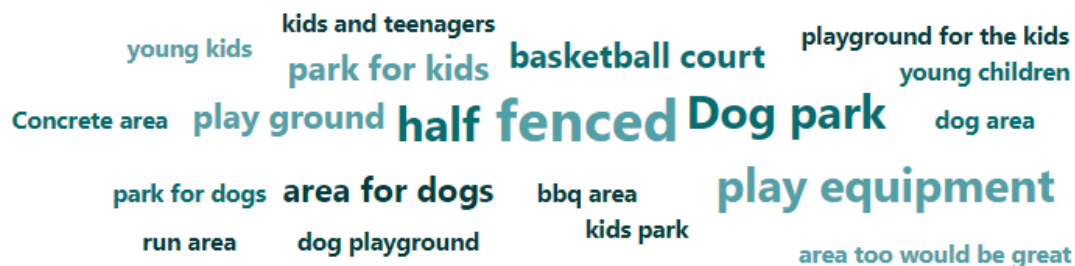 kids and teenagers
young kids
park for kids
basketball court
playground for the kids
young children
Concrete area
play ground
half
fenced
Dog park
dog area
park for dogs
area for dogs
bbq area
play equipment
run area
dog playground
kids park
area too would be great